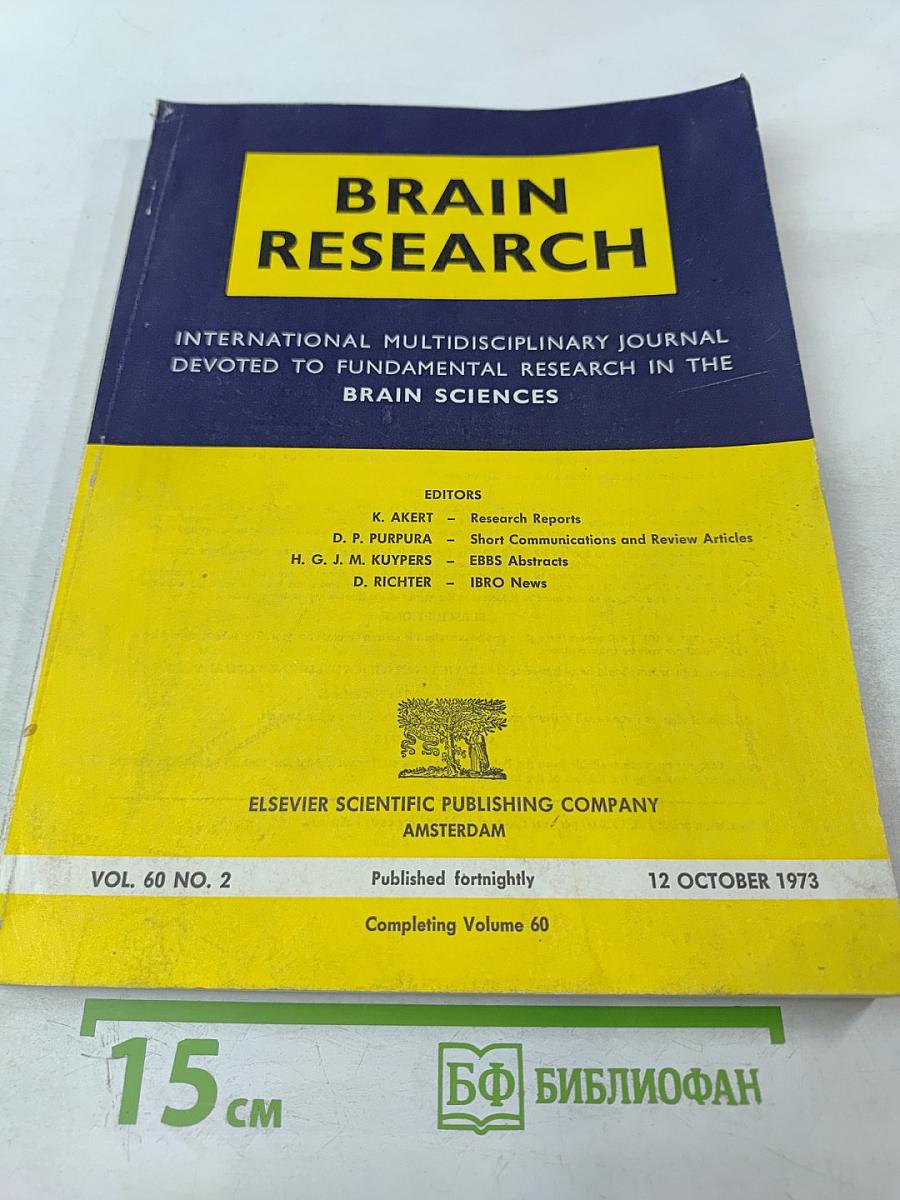 BRAIN
RESEARCH
INTERNATIONAL MULTIDISCIPLINARY JOURNAL
DEVOTED TO FUNDAMENTAL RESEARCH IN THE
BRAIN SCIENCES
EDITORS
K. AKERT – Research Reports
D. P. PURPURA – Short Communications and Review Articles
H. G. J. M. KUYPERS – EBBS Abstracts
D. RICHTER – IBRO News
ELSEVIER SCIENTIFIC PUBLISHING COMPANY
AMSTERDAM
VOL. 60 NO. 2 Published fortnightly 12 OCTOBER 1973
Completing Volume 60
15 см БФ БИБЛИОФАН